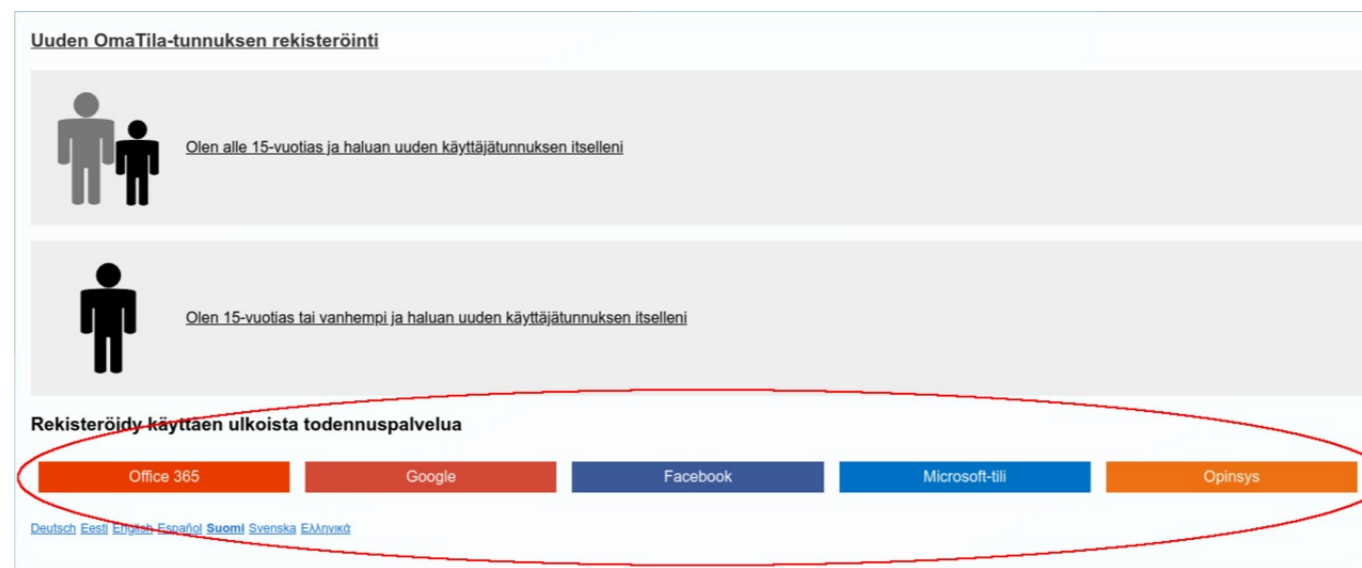 Uuden OmaTila-tunnuksen rekisteröinti
Olen alle 15-vuotias ja haluan uuden käyttäjätunnuksen itselleni
Olen 15-vuotias tai vanhempi ja haluan uuden käyttäjätunnuksen itselleni
Rekisteröidy käyttäen ulkoista todennuspalvelua
Office 365 Google Facebook Microsoft-tili Opinsys
Deutsch Eesti English Español Suomi Svenska Ελληνικά